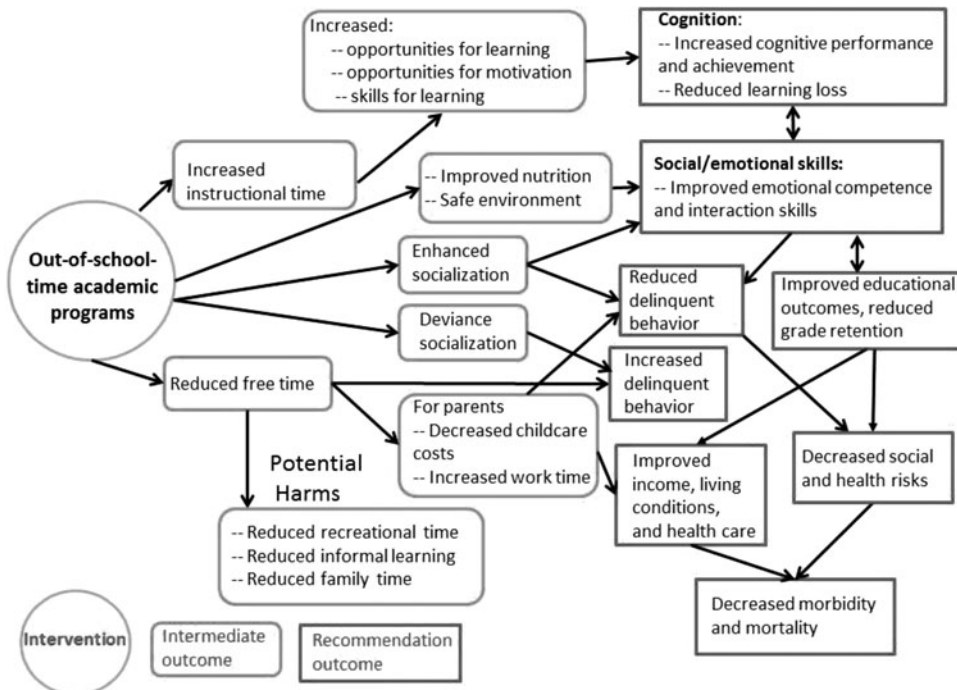 Increased:
-- opportunities for learning
-- opportunities for motivation
- skills for learning
Cognition:
-- Increased cognitive performance
and achievement
-- Reduced learning loss
Increased
instructional time
-- Improved nutrition
-- Safe environment
Social/emotional skills:
-- Improved emotional competence
and interaction skills
Out-of-school-
time academic
programs
Enhanced
socialization
Reduced
delinquent
behavior
Improved educational
outcomes, reduced
grade retention
Deviance
socialization
Reduced free time
Increased
delinquent
behavior
For parents
-- Decreased childcare
costs
-- Increased work time
Potential
Harms
Improved
income, living
conditions,
and health care
Decreased social
and health risks
-- Reduced recreational time
-- Reduced informal learning
-- Reduced family time
Decreased morbidity
and mortality
Intervention
Intermediate
outcome
Recommendation
outcome